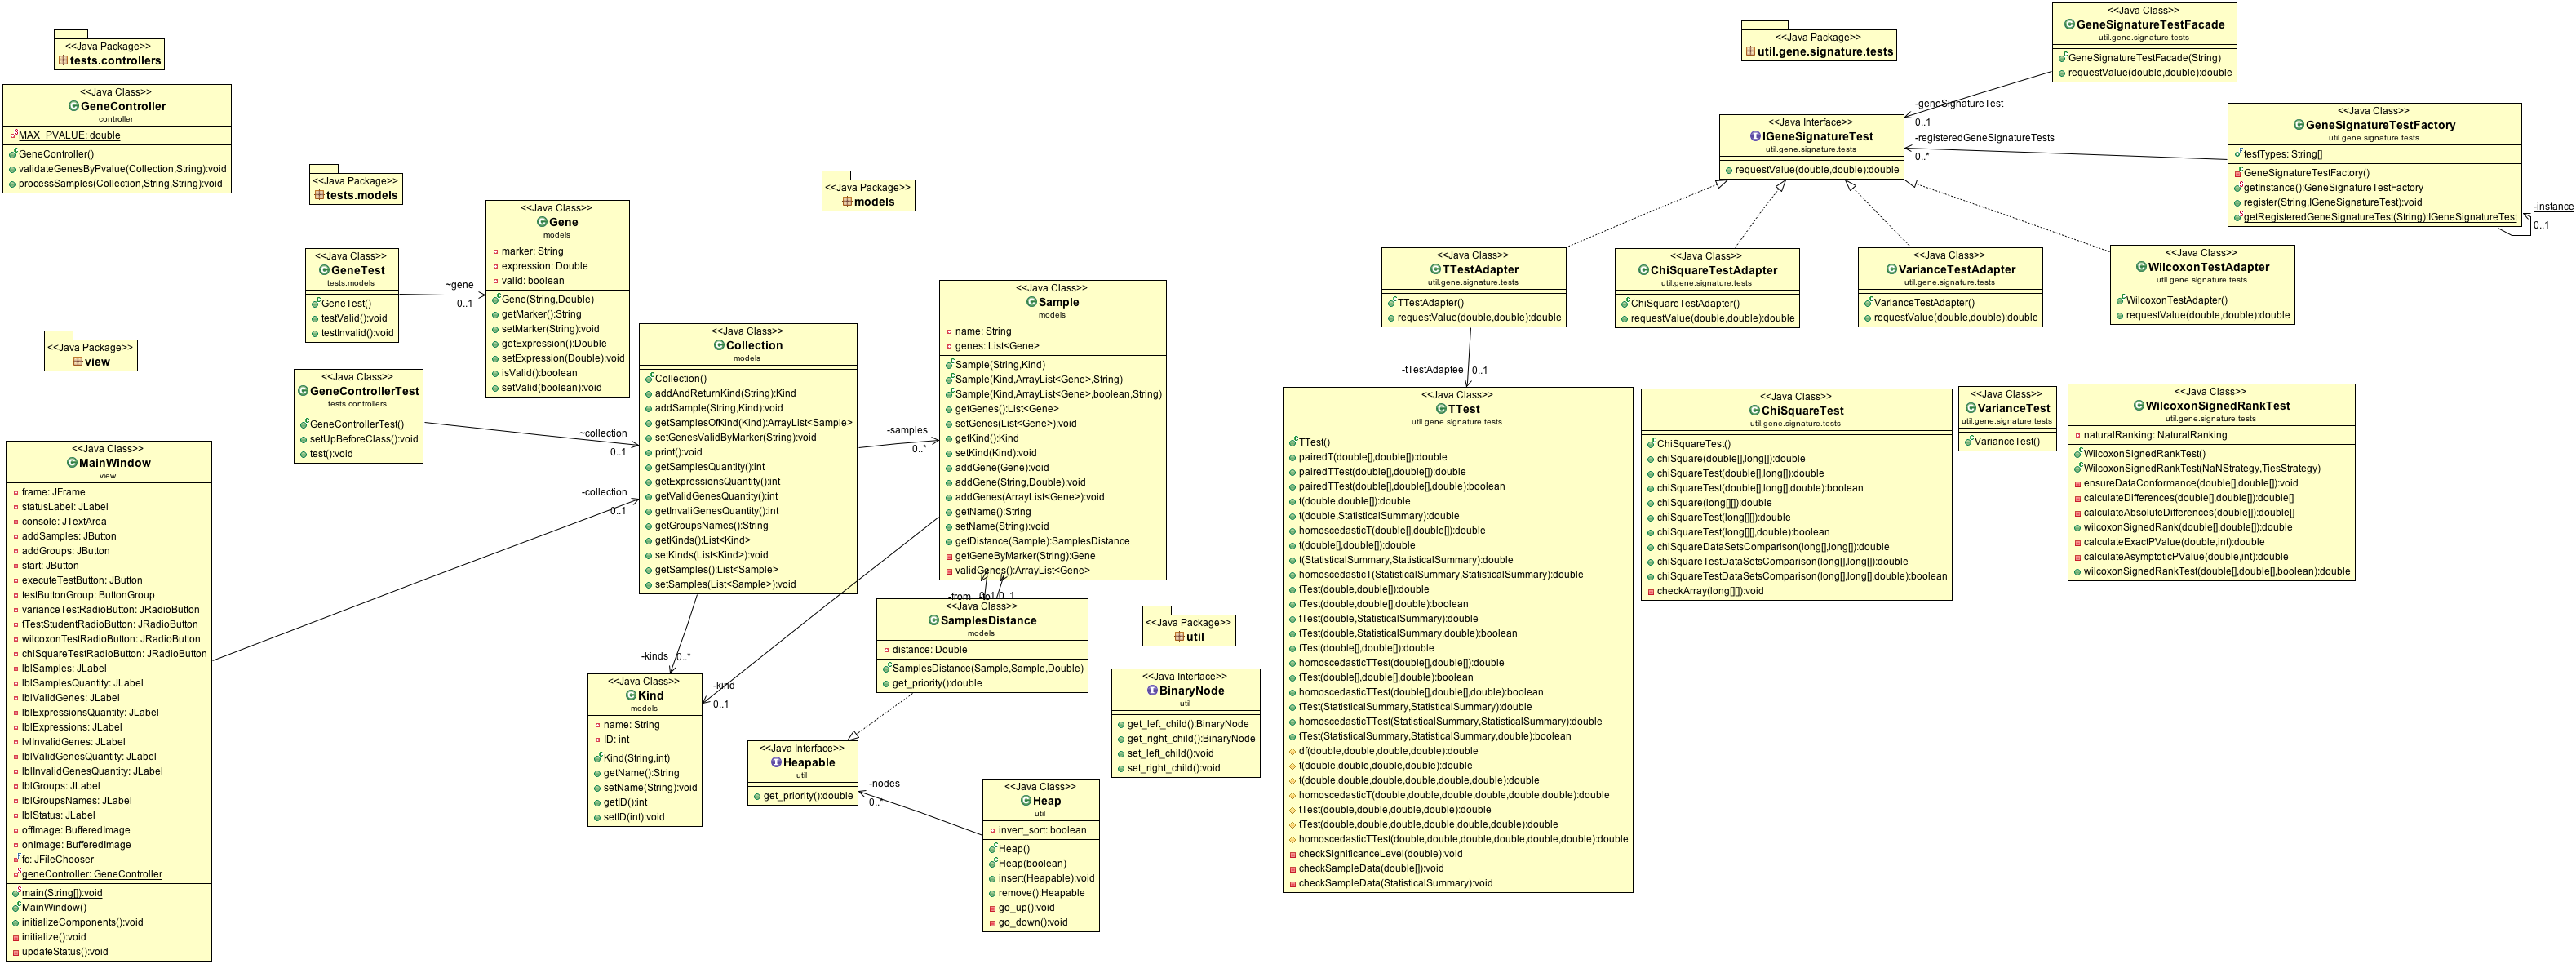 <<Java Package>>
tests.controllers
<<Java Class>>
GeneController
controller
MAX_PVALUE: double
GeneController()
validateGenesByPvalue(Collection,String):void
processSamples(Collection,String,String):void
<<Java Package>>
tests.models
<<Java Class>>
GeneTest
tests.models
GeneTest()
testValid():void
testInvalid():void
~gene
0..1
<<Java Class>>
Gene
models
marker: String
expression: Double
valid: boolean
Gene(String,Double)
getMarker():String
setMarker(String):void
getExpression():Double
setExpression(Double):void
isValid():boolean
setValid(boolean):void
<<Java Package>>
view
<<Java Class>>
GeneControllerTest
tests.controllers
GeneControllerTest()
setUpBeforeClass():void
test():void
~collection
0..1
<<Java Class>>
MainWindow
view
frame: JFrame
statusLabel: JLabel
console: JTextArea
addSamples: JButton
addGroups: JButton
start: JButton
executeTestButton: JButton
testButtonGroup: ButtonGroup
varianceTestRadioButton: JRadioButton
tTestStudentRadioButton: JRadioButton
wilcoxonTestRadioButton: JRadioButton
chiSquareTestRadioButton: JRadioButton
lblSamples: JLabel
lblSamplesQuantity: JLabel
lblValidGenes: JLabel
lblExpressionsQuantity: JLabel
lblExpressions: JLabel
lvlInvalidGenes: JLabel
lblValidGenesQuantity: JLabel
lblInvalidGenesQuantity: JLabel
lblGroups: JLabel
lblGroupsNames: JLabel
lblStatus: JLabel
offImage: BufferedImage
onImage: BufferedImage
fc: JFileChooser
geneController: GeneController
main(String[]):void
MainWindow()
initializeComponents():void
initialize():void
updateStatus():void
-collection
0..1
<<Java Class>>
Collection
models
Collection()
addAndReturnKind(String):Kind
addSample(String,Kind):void
getSamplesOfKind(Kind):ArrayList<Sample>
setGenesValidByMarker(String):void
print():void
getSamplesQuantity():int
getExpressionsQuantity():int
getValidGenesQuantity():int
getInvaliGenesQuantity():int
getGroupsNames():String
getKinds():List<Kind>
setKinds(List<Kind>):void
getSamples():List<Sample>
setSamples(List<Sample>):void
-samples
0..*
-kinds
0..*
<<Java Package>>
models
<<Java Class>>
Sample
models
name: String
genes: List<Gene>
Sample(String,Kind)
Sample(Kind,ArrayList<Gene>,String)
Sample(Kind,ArrayList<Gene>,boolean,String)
getGenes():List<Gene>
setGenes(List<Gene>):void
getKind():Kind
setKind(Kind):void
addGene(Gene):void
addGene(String,Double):void
addGenes(ArrayList<Gene>):void
getName():String
setName(String):void
getDistance(Sample):SamplesDistance
getGeneByMarker(String):Gene
validGenes():ArrayList<Gene>
-from
0..1
-to
0..1
<<Java Class>>
SamplesDistance
models
distance: Double
SamplesDistance(Sample,Sample,Double)
get_priority():double
-kind
0..1
<<Java Class>>
Kind
models
name: String
ID: int
Kind(String,int)
getName():String
setName(String):void
getID():int
setID(int):void
<<Java Interface>>
Heapable
util
get_priority():double
-nodes
0..*
<<Java Class>>
Heap
util
invert_sort: boolean
Heap()
Heap(boolean)
insert(Heapable):void
remove():Heapable
go_up():void
go_down():void
<<Java Package>>
util
<<Java Interface>>
BinaryNode
util
get_left_child():BinaryNode
get_right_child():BinaryNode
set_left_child():void
set_right_child():void
<<Java Package>>
util.gene.signature.tests
<<Java Class>>
GeneSignatureTestFacade
util.gene.signature.tests
GeneSignatureTestFacade(String)
requestValue(double,double):double
-geneSignatureTest
0..1
-registeredGeneSignatureTests
0..*
<<Java Interface>>
IGeneSignatureTest
util.gene.signature.tests
requestValue(double,double):double
<<Java Class>>
GeneSignatureTestFactory
util.gene.signature.tests
testTypes: String[]
GeneSignatureTestFactory()
getInstance():GeneSignatureTestFactory
register(String,IGeneSignatureTest):void
getRegisteredGeneSignatureTest(String):IGeneSignatureTest
-instance
0..1
<<Java Class>>
TTestAdapter
util.gene.signature.tests
TTestAdapter()
requestValue(double,double):double
<<Java Class>>
ChiSquareTestAdapter
util.gene.signature.tests
ChiSquareTestAdapter()
requestValue(double,double):double
<<Java Class>>
VarianceTestAdapter
util.gene.signature.tests
VarianceTestAdapter()
requestValue(double,double):double
<<Java Class>>
WilcoxonTestAdapter
util.gene.signature.tests
WilcoxonTestAdapter()
requestValue(double,double):double
-tTestAdaptee
0..1
<<Java Class>>
TTest
util.gene.signature.tests
TTest()
pairedT(double[],double[]):double
pairedTTest(double[],double[]):double
pairedTTest(double[],double[],double):boolean
t(double,double[]):double
t(double,StatisticalSummary):double
homoscedasticT(double[],double[]):double
t(double[],double[]):double
t(StatisticalSummary,StatisticalSummary):double
homoscedasticT(StatisticalSummary,StatisticalSummary):double
tTest(double,double[]):double
tTest(double,double[],double):boolean
tTest(double,StatisticalSummary):double
tTest(double,StatisticalSummary,double):boolean
tTest(double[],double[]):double
homoscedasticTTest(double[],double[]):double
tTest(double[],double[],double):boolean
homoscedasticTTest(double[],double[],double):boolean
tTest(StatisticalSummary,StatisticalSummary):double
homoscedasticTTest(StatisticalSummary,StatisticalSummary):double
tTest(StatisticalSummary,StatisticalSummary,double):boolean
df(double,double,double,double):double
t(double,double,double,double):double
t(double,double,double,double,double,double):double
homoscedasticT(double,double,double,double,double,double):double
tTest(double,double,double,double):double
tTest(double,double,double,double,double,double):double
homoscedasticTTest(double,double,double,double,double,double):double
checkSignificanceLevel(double):void
checkSampleData(double[]):void
checkSampleData(StatisticalSummary):void
<<Java Class>>
ChiSquareTest
util.gene.signature.tests
ChiSquareTest()
chiSquare(double[],long[]):double
chiSquareTest(double[],long[]):double
chiSquareTest(double[],long[],double):boolean
chiSquare(long[][]):double
chiSquareTest(long[][]):double
chiSquareTest(long[][],double):boolean
chiSquareDataSetsComparison(long[],long[]):double
chiSquareTestDataSetsComparison(long[],long[]):double
chiSquareTestDataSetsComparison(long[],long[],double):boolean
checkArray(long[][]):void
<<Java Class>>
VarianceTest
util.gene.signature.tests
VarianceTest()
<<Java Class>>
WilcoxonSignedRankTest
util.gene.signature.tests
naturalRanking: NaturalRanking
WilcoxonSignedRankTest()
WilcoxonSignedRankTest(NaNStrategy,TiesStrategy)
ensureDataConformance(double[],double[]):void
calculateDifferences(double[],double[]):double[]
calculateAbsoluteDifferences(double[]):double[]
wilcoxonSignedRank(double[],double[]):double
calculateExactPValue(double,int):double
calculateAsymptoticPValue(double,int):double
wilcoxonSignedRankTest(double[],double[],boolean):double